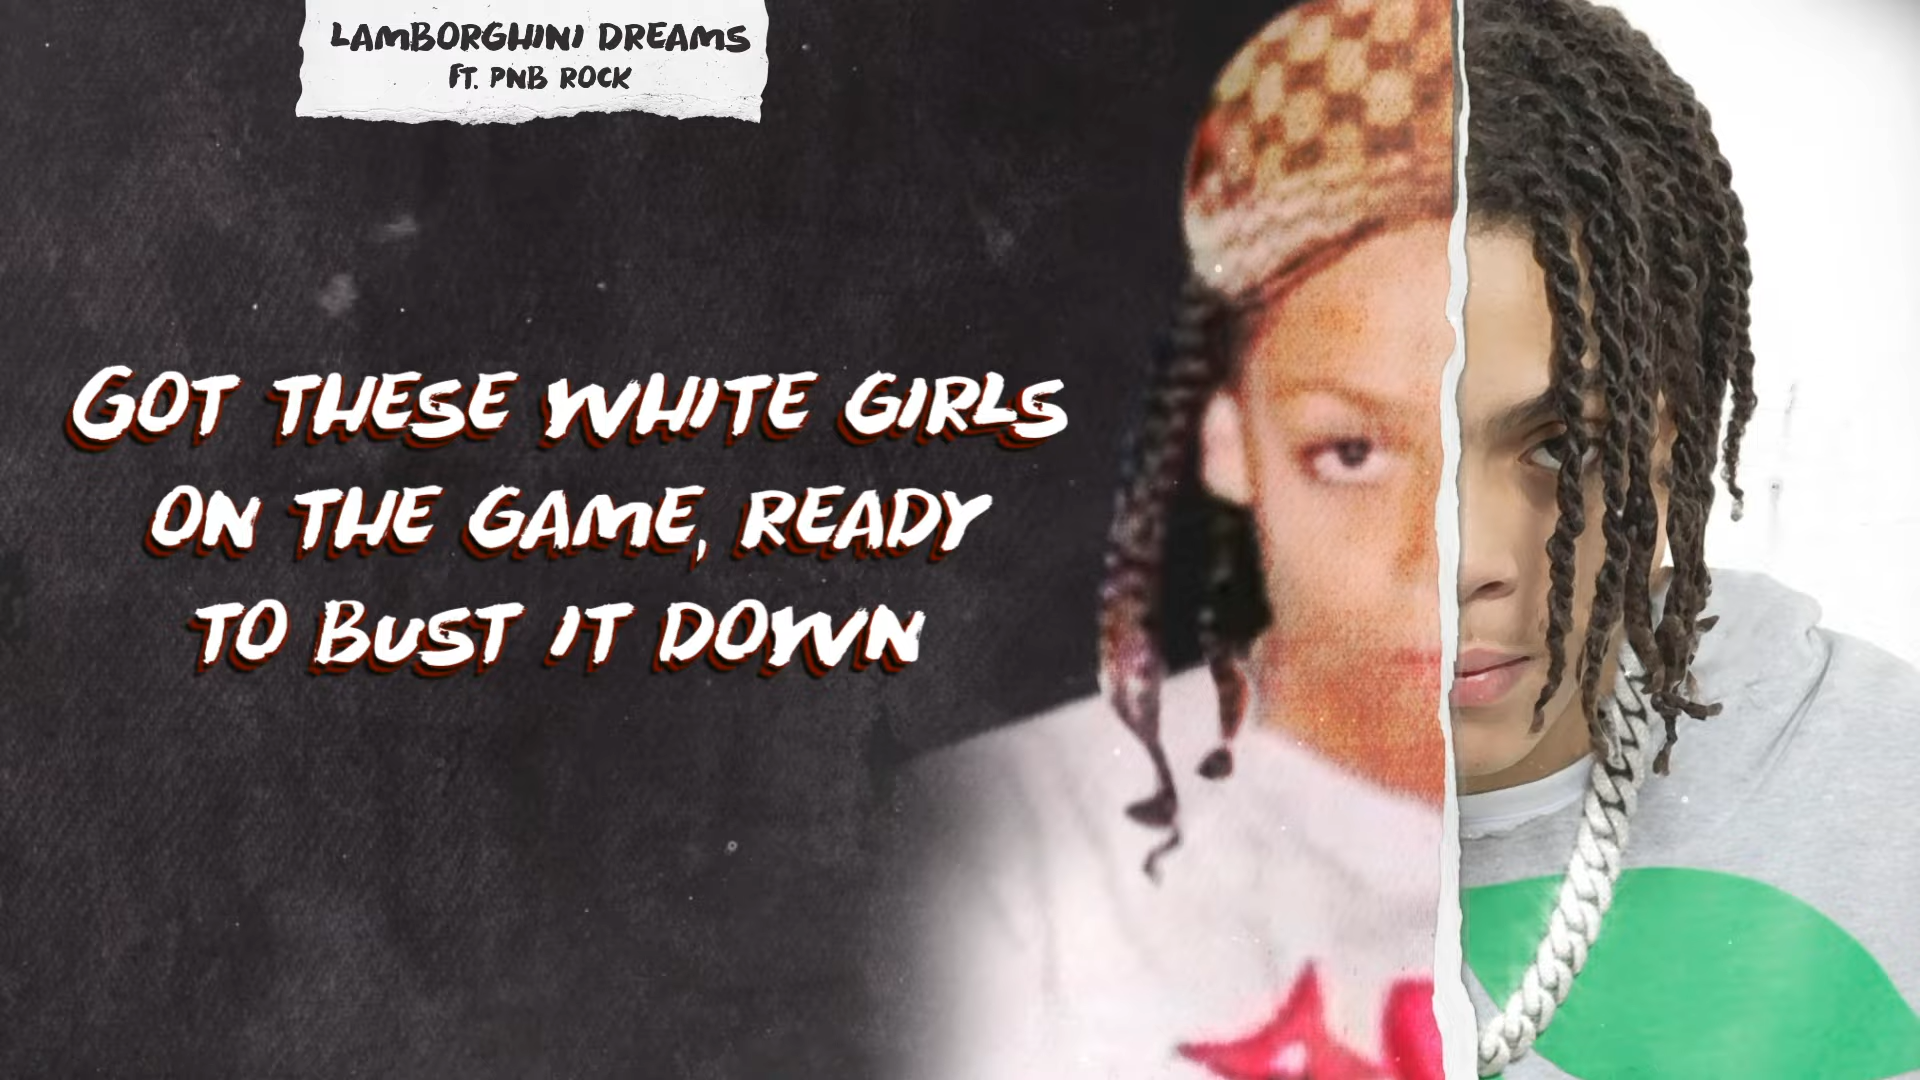 LAMBORGHINI DREAMS
FT. PNB ROCK
GOT THESE WHITE GIRLS
ON THE GAME, READY
TO BUST IT DOWN